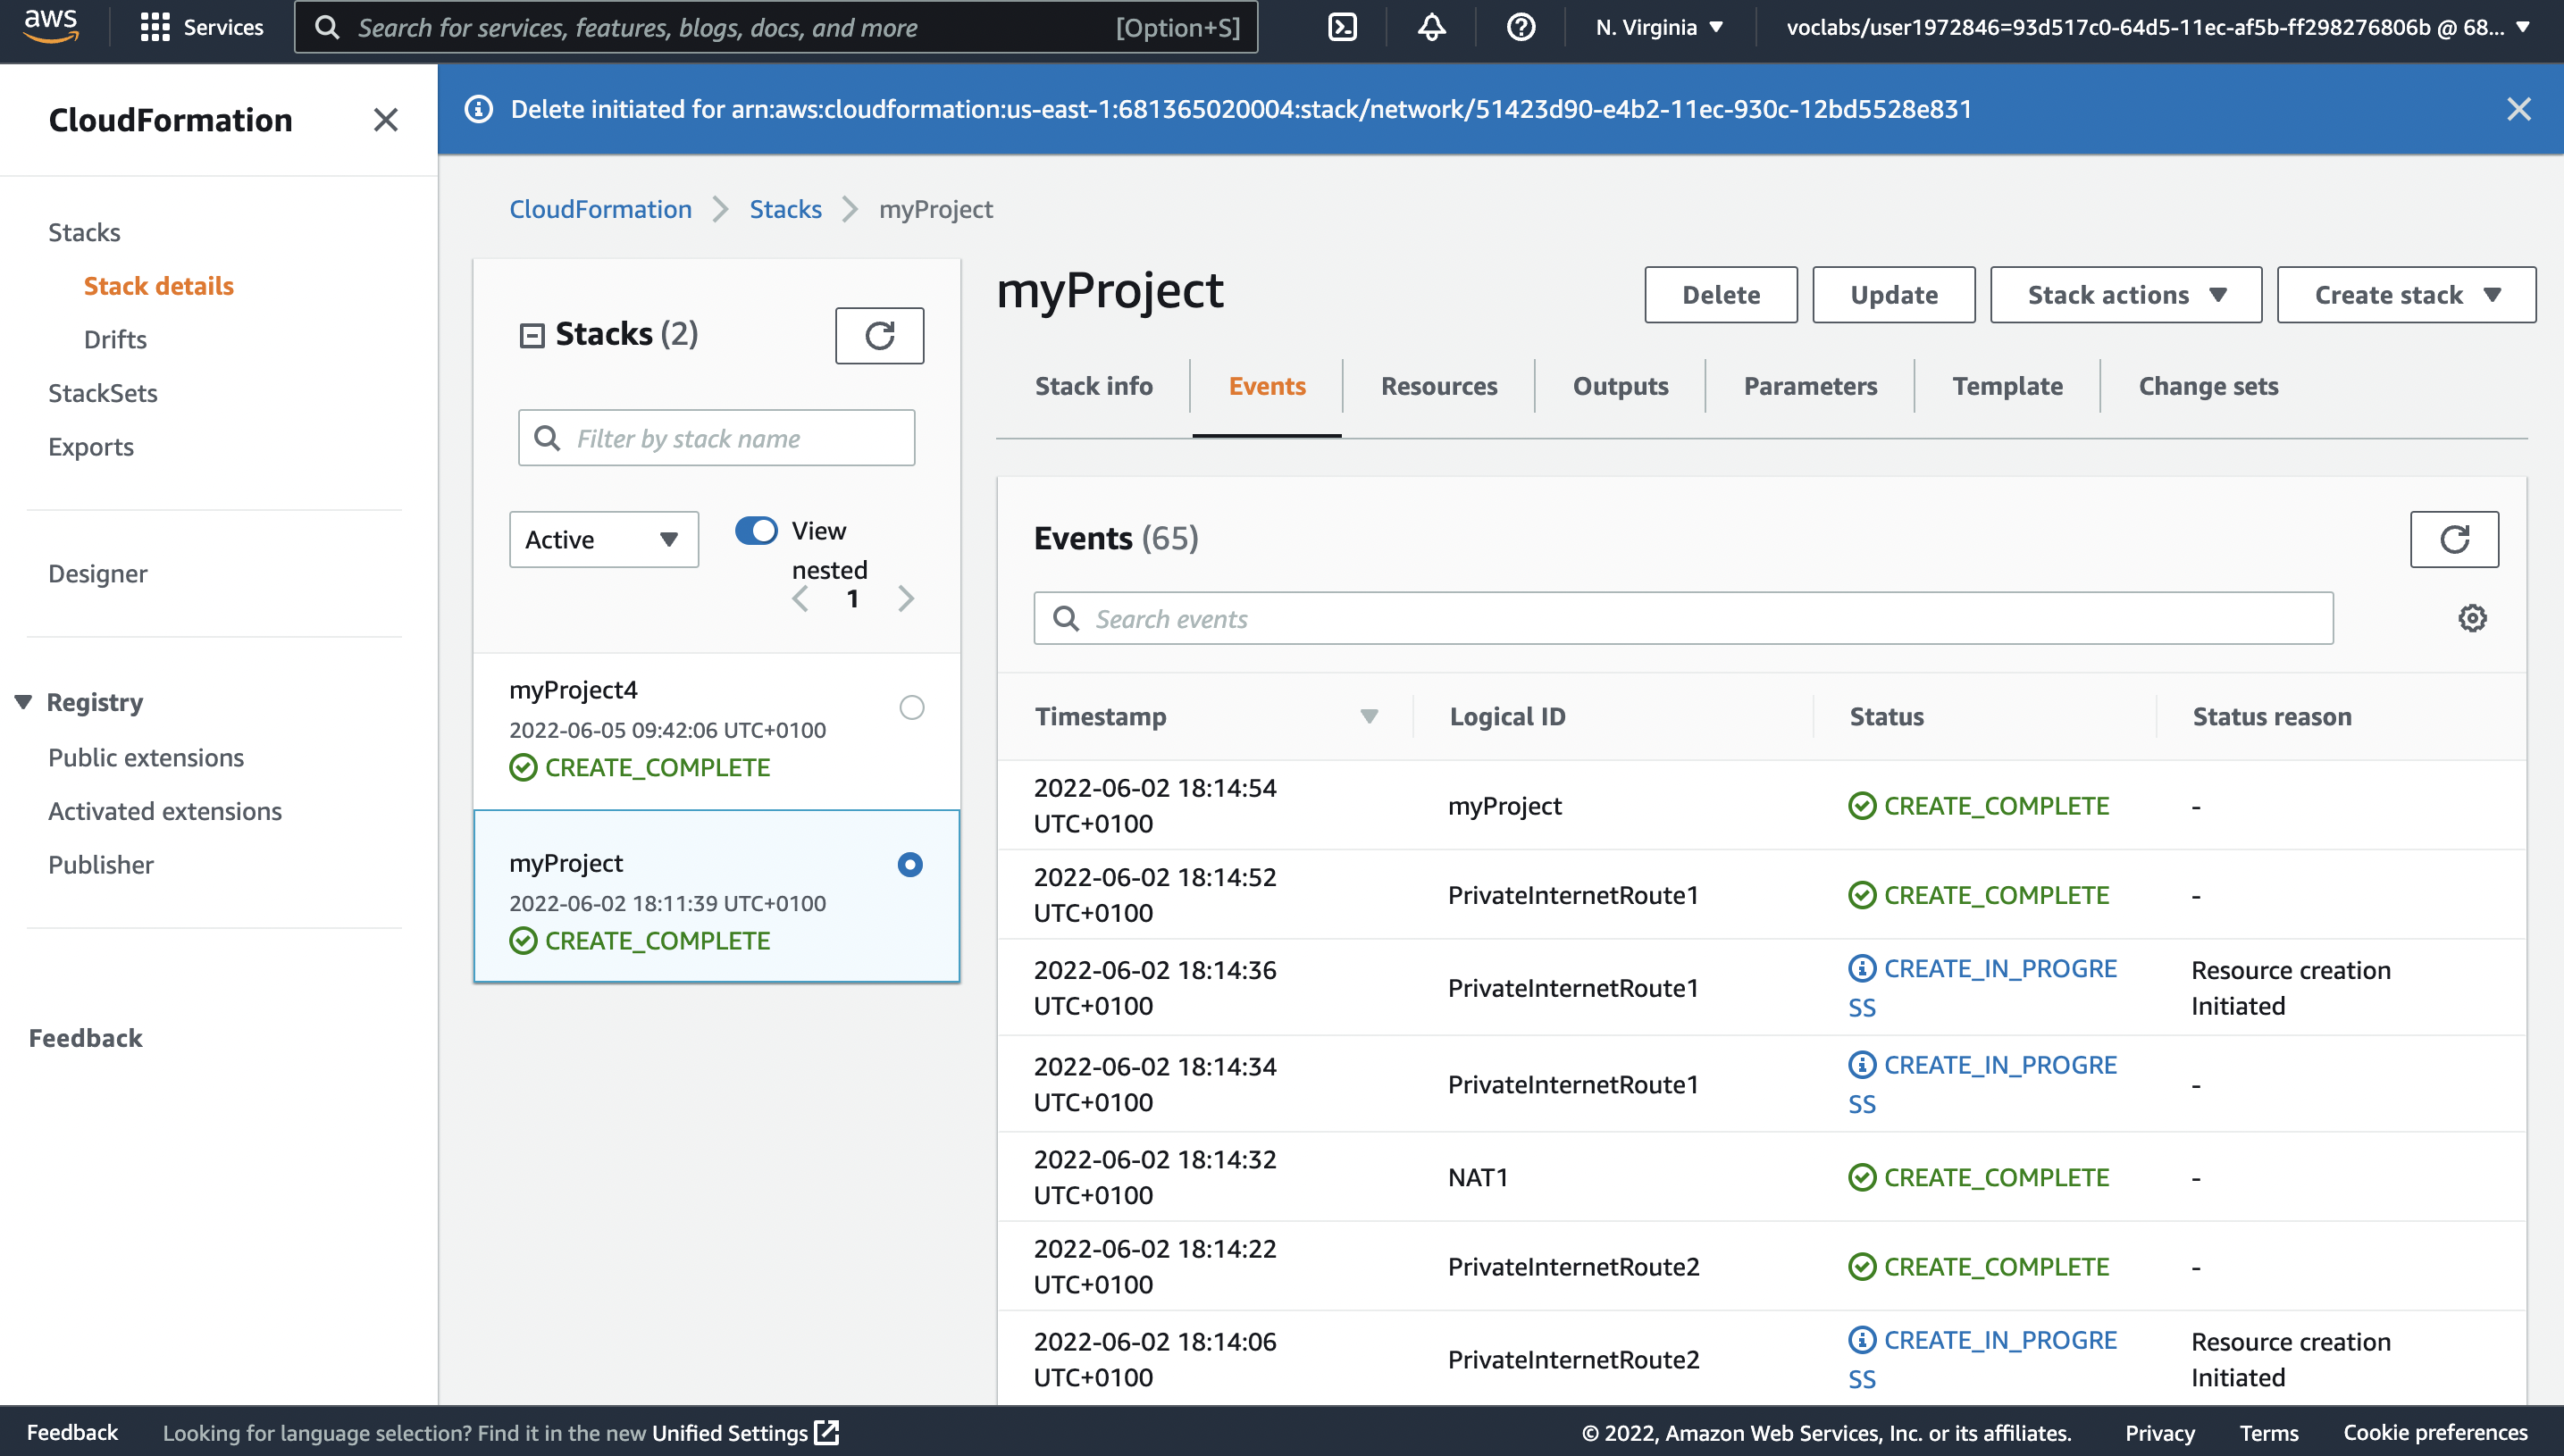 aws
Services
Search for services, features, blogs, docs, and more
[Option+S]
N. Virginia
voclabs/user1972846=93d517c0-64d5-11ec-af5b-ff298276806b @ 68...
CloudFormation
Delete initiated for arn:aws:cloudformation:us-east-1:681365020004:stack/network/51423d90-e4b2-11ec-930c-12bd5528e831
Stacks
Stack details
Drifts
StackSets
Exports
Designer
Registry
Public extensions
Activated extensions
Publisher
Feedback
CloudFormation
Stacks
myProject
Stacks (2)
Filter by stack name
Active
View
nested
1
myProject4
2022-06-05 09:42:06 UTC+0100
CREATE_COMPLETE
myProject
2022-06-02 18:11:39 UTC+0100
CREATE_COMPLETE
myProject
Delete
Update
Stack actions
Create stack
Stack info
Events
Resources
Outputs
Parameters
Template
Change sets
Events (65)
Search events
Timestamp
Logical ID
Status
Status reason
2022-06-02 18:14:54
UTC+0100
myProject
CREATE_COMPLETE
-
2022-06-02 18:14:52
UTC+0100
PrivateInternetRoute1
CREATE_COMPLETE
-
2022-06-02 18:14:36
UTC+0100
PrivateInternetRoute1
CREATE_IN_PROGRE
SS
Resource creation
Initiated
2022-06-02 18:14:34
UTC+0100
PrivateInternetRoute1
CREATE_IN_PROGRE
SS
-
2022-06-02 18:14:32
UTC+0100
NAT1
CREATE_COMPLETE
-
2022-06-02 18:14:22
UTC+0100
PrivateInternetRoute2
CREATE_COMPLETE
-
2022-06-02 18:14:06
UTC+0100
PrivateInternetRoute2
CREATE_IN_PROGRE
SS
Resource creation
Initiated
Feedback
Looking for language selection? Find it in the new Unified Settings
© 2022, Amazon Web Services, Inc. or its affiliates.
Privacy
Terms
Cookie preferences